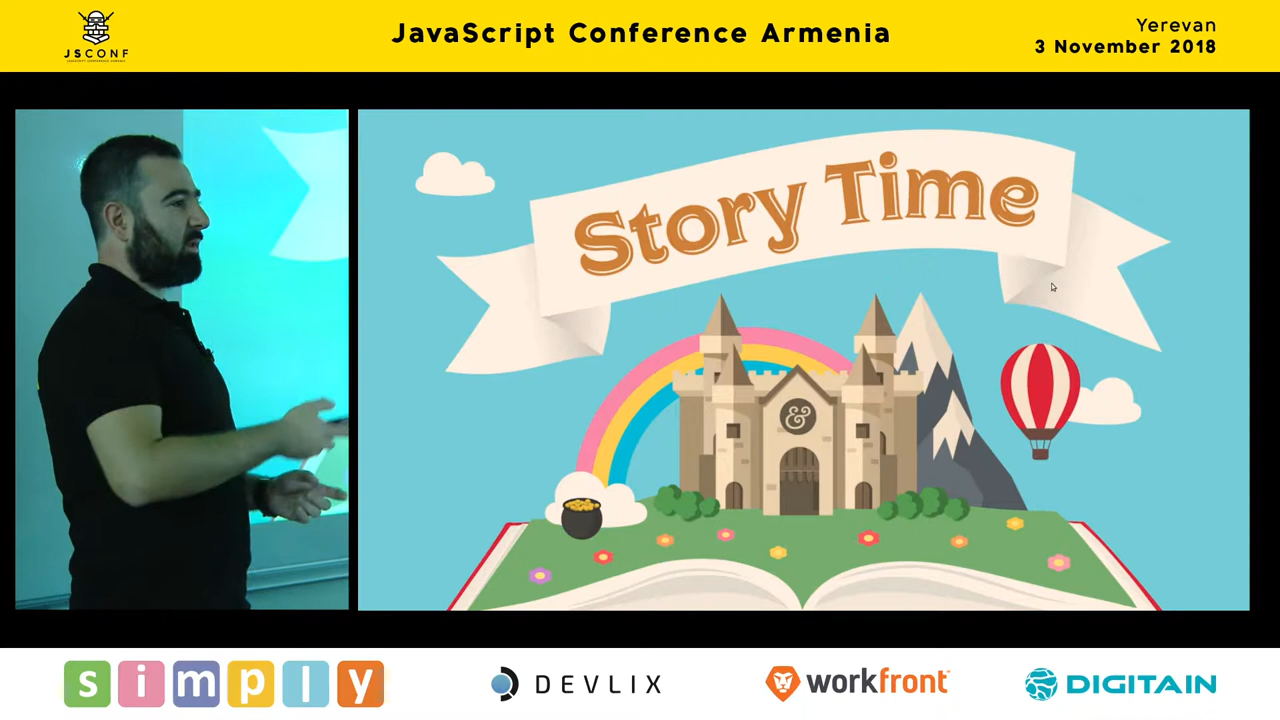 JSCONF
JavaScript Conference Armenia
Yerevan
3 November 2018
Story Time
&
simply
DEVLIX
workfront
DIGITAIN